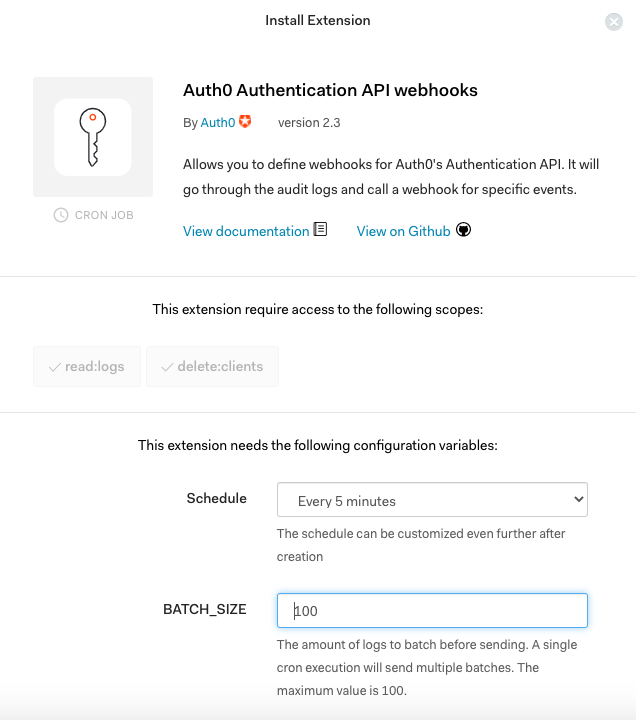 Install Extension
Auth0 Authentication API webhooks
By Auth0 version 2.3
Allows you to define webhooks for Auth0's Authentication API. It will
go through the audit logs and call a webhook for specific events.
CRON JOB
View documentation View on Github
This extension require access to the following scopes:
read:logs delete:clients
This extension needs the following configuration variables:
Schedule Every 5 minutes
The schedule can be customized even further after
creation
BATCH_SIZE 100
The amount of logs to batch before sending. A single
cron execution will send multiple batches. The
maximum value is 100.